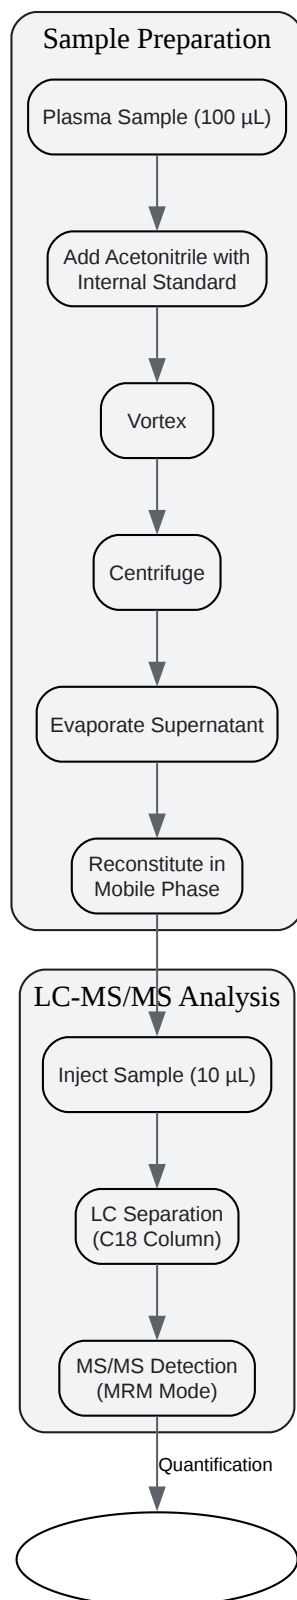 Sample Preparation
Plasma Sample (100 µL)
Add Acetonitrile with
Internal Standard
Vortex
Centrifuge
Evaporate Supernatant
Reconstitute in
Mobile Phase
LC-MS/MS Analysis
Inject Sample (10 µL)
LC Separation
(C18 Column)
MS/MS Detection
(MRM Mode)
Quantification